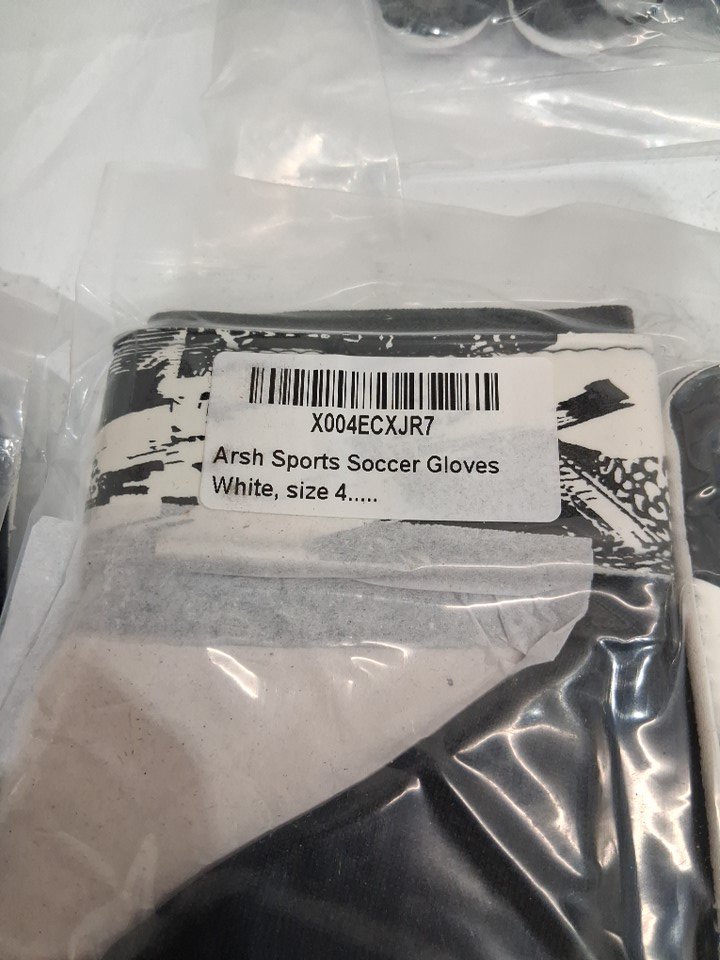 X004ECXJR7
Arsh Sports Soccer Gloves
White, size 4.....